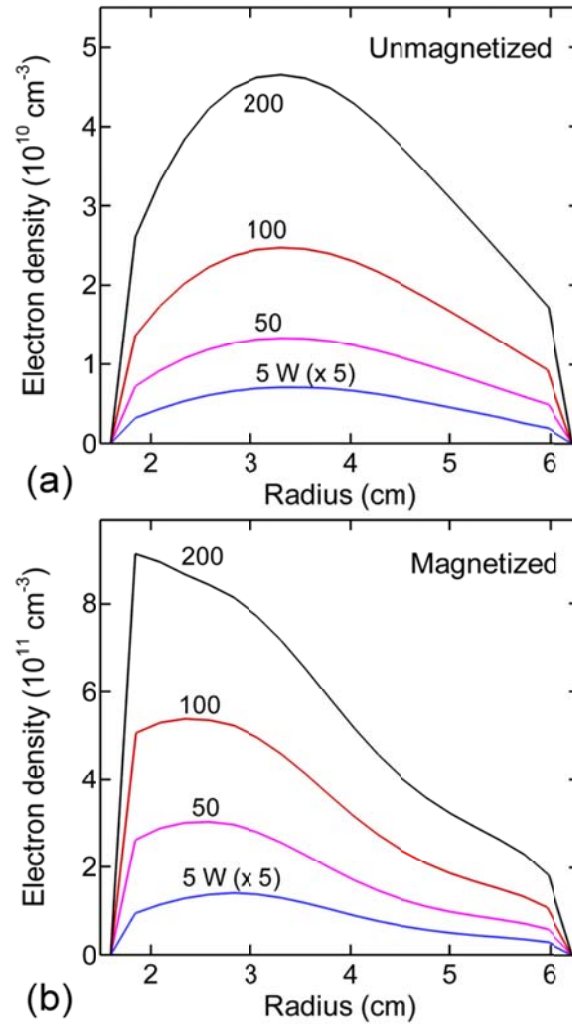 5
Unmagnetized
4
200
3
100
2
50
1
5 W (x 5)
0
Electron density (10¹⁰ cm⁻³)
2 3 4 5 6
(a) Radius (cm)
200
Magnetized
8
6
100
4
50
2
5 W (x 5)
0
Electron density (10¹¹ cm⁻³)
2 3 4 5 6
(b) Radius (cm)